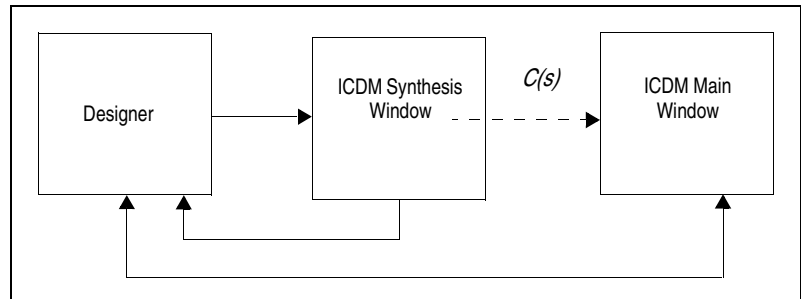 Designer
ICDM Synthesis
Window
C(s)
ICDM Main
Window